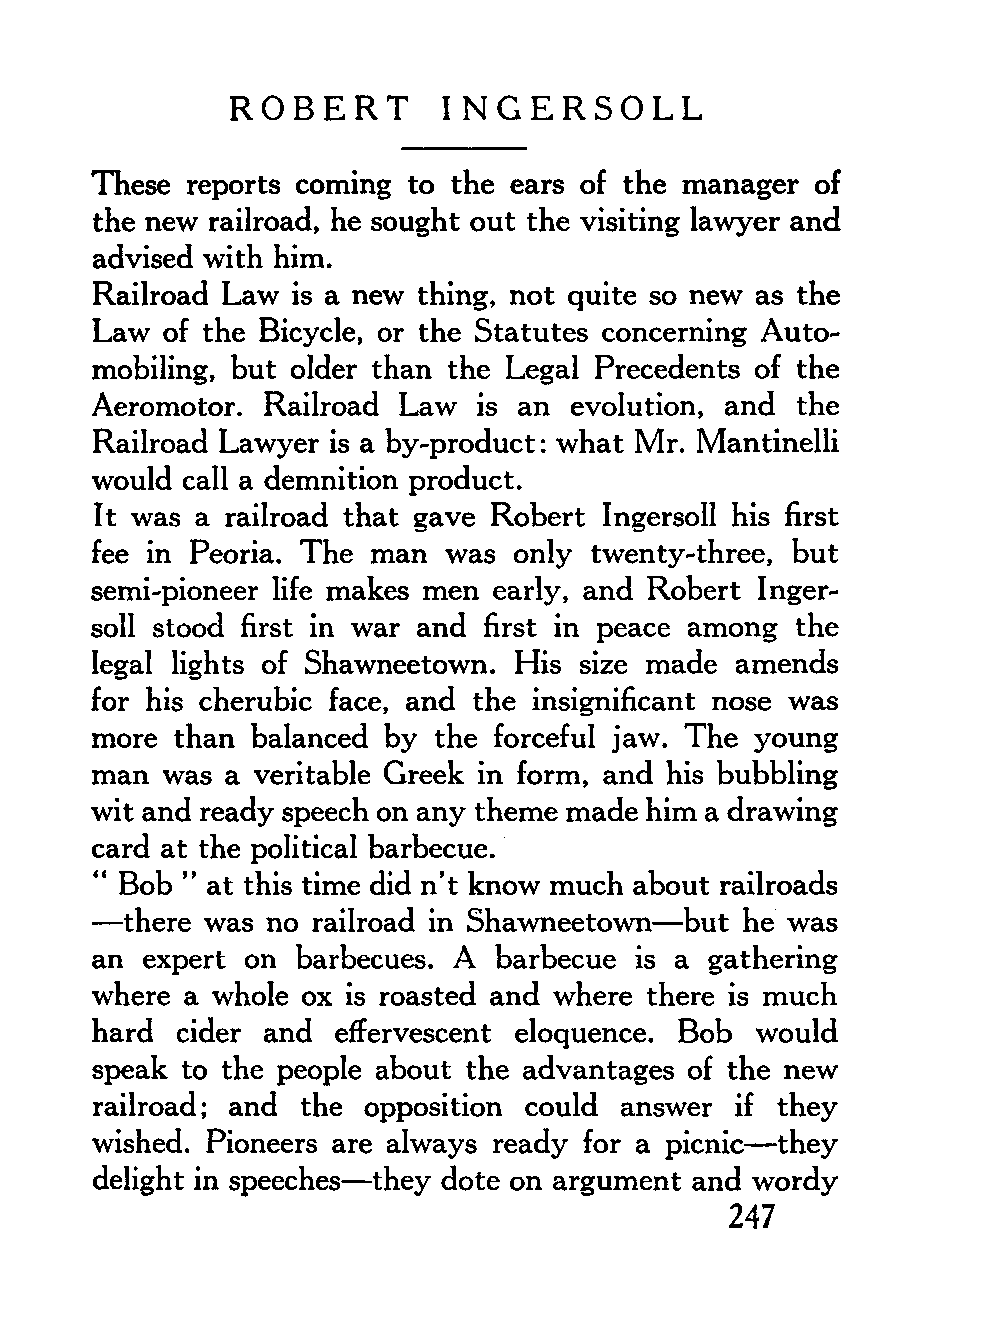 ROBERT INGERSOLL
These reports coming to the ears of the manager of
the new railroad, he sought out the visiting lawyer and
advised with him.
Railroad Law is a new thing, not quite so new as the
Law of the Bicycle, or the Statutes concerning Auto-
mobiling, but older than the Legal Precedents of the
Aeromotor. Railroad Law is an evolution, and the
Railroad Lawyer is a by-product: what Mr. Mantinelli
would call a demnition product.
It was a railroad that gave Robert Ingersoll his first
fee in Peoria. The man was only twenty-three, but
semi-pioneer life makes men early, and Robert Inger-
soll stood first in war and first in peace among the
legal lights of Shawneetown. His size made amends
for his cherubic face, and the insignificant nose was
more than balanced by the forceful jaw. The young
man was a veritable Greek in form, and his bubbling
wit and ready speech on any theme made him a drawing
card at the political barbecue.
“ Bob ” at this time did n't know much about railroads
—there was no railroad in Shawneetown—but he was
an expert on barbecues. A barbecue is a gathering
where a whole ox is roasted and where there is much
hard cider and effervescent eloquence. Bob would
speak to the people about the advantages of the new
railroad; and the opposition could answer if they
wished. Pioneers are always ready for a picnic—they
delight in speeches—they dote on argument and wordy
247